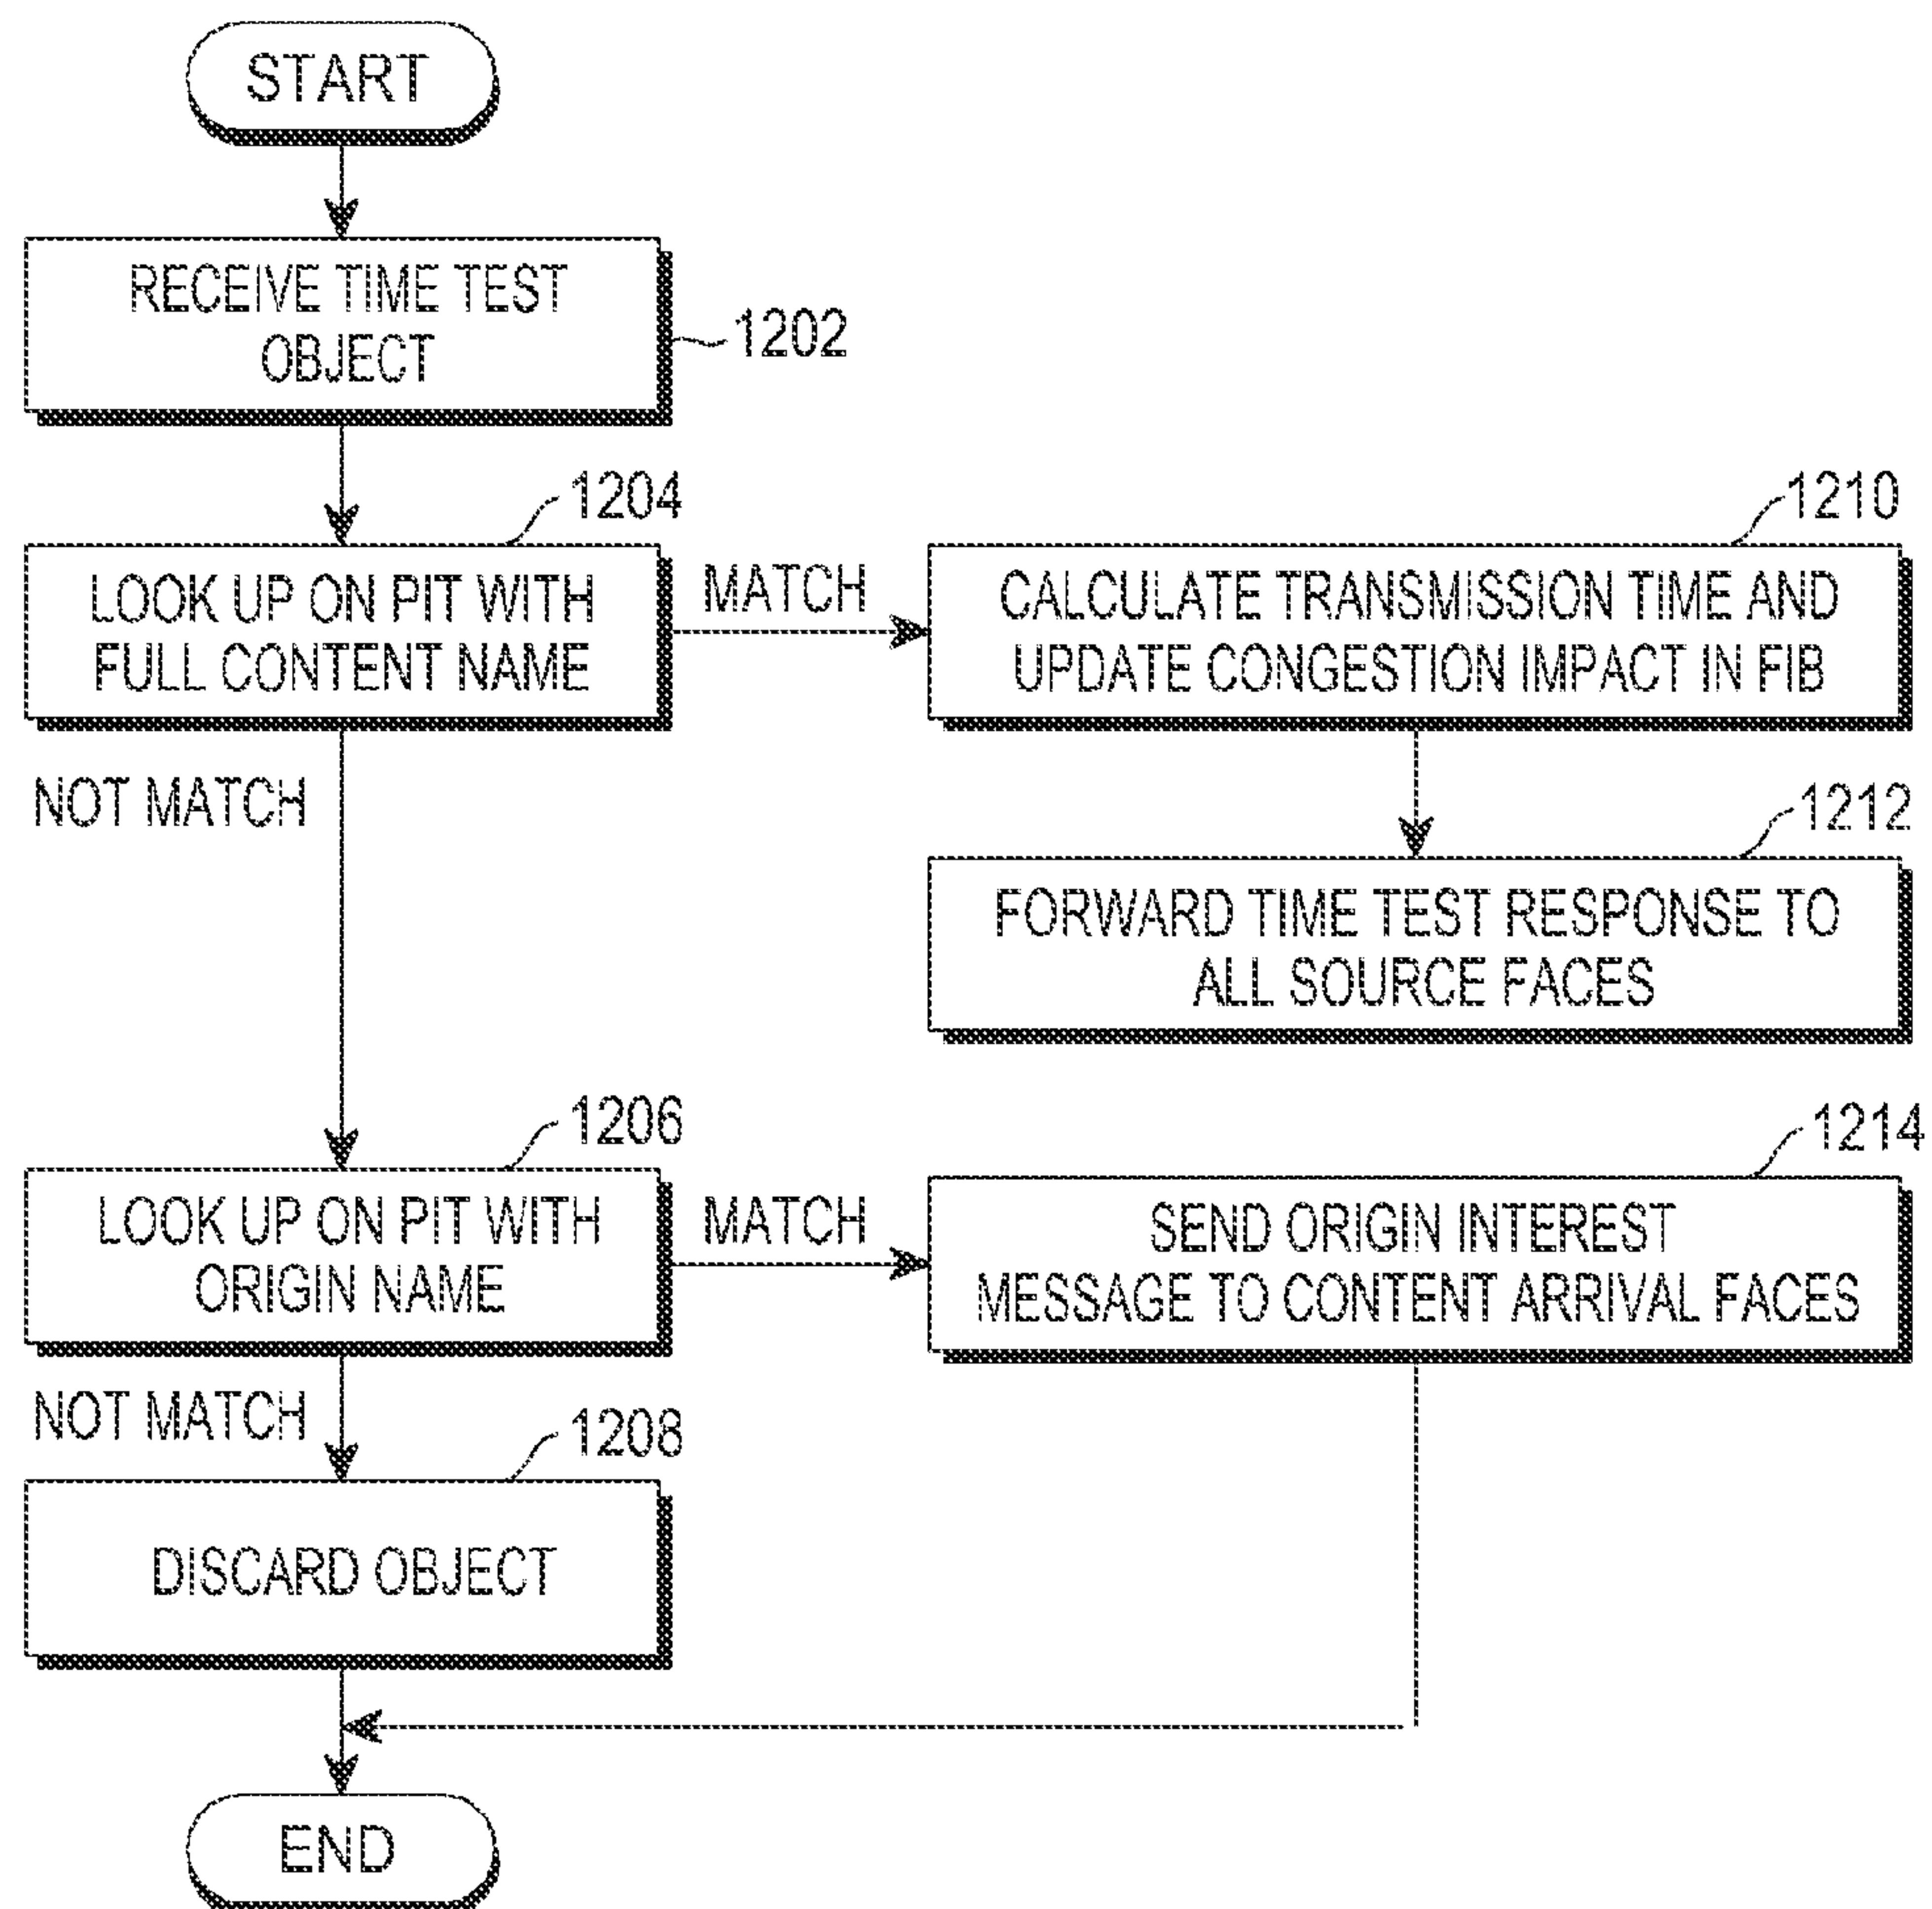 START
RECEIVE TIME TEST
OBJECT
1202
1204
LOOK UP ON PIT WITH
FULL CONTENT NAME
MATCH
1210
CALCULATE TRANSMISSION TIME AND
UPDATE CONGESTION IMPACT IN FIB
NOT MATCH
1212
FORWARD TIME TEST RESPONSE TO
ALL SOURCE FACES
1206
LOOK UP ON PIT WITH
ORIGIN NAME
MATCH
1214
SEND ORIGIN INTEREST
MESSAGE TO CONTENT ARRIVAL FACES
NOT MATCH
1208
DISCARD OBJECT
END